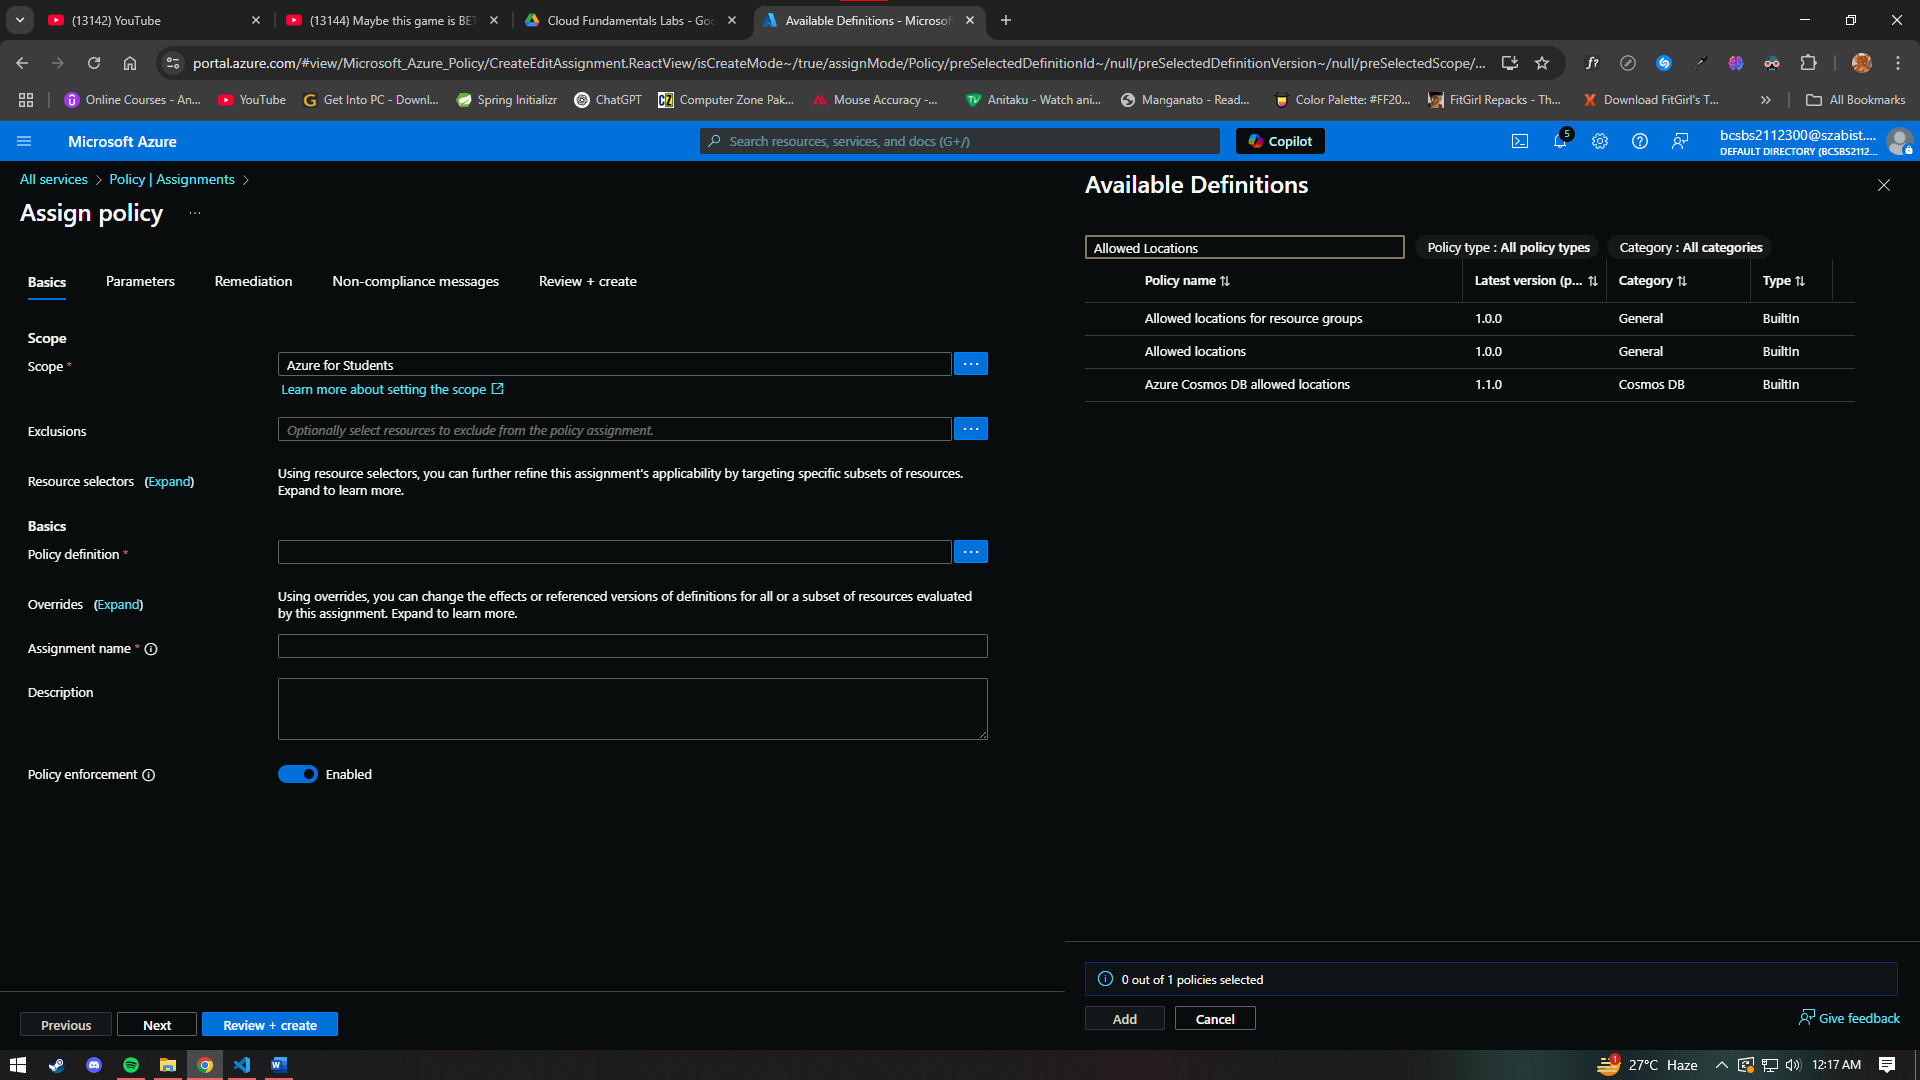 (13142) YouTube
(13144) Maybe this game is BET
Cloud Fundamentals Labs - Goo
Available Definitions - Microsoft
portal.azure.com/#view/Microsoft_Azure_Policy/CreateEditAssignment.ReactView/isCreateMode~/true/assignMode/Policy/preSelectedDefinitionId~/null/preSelectedDefinitionVersion~/null/preSelectedScope/...
Online Courses - An...
YouTube
Get Into PC - Downl...
Spring Initializr
ChatGPT
Computer Zone Pak...
Mouse Accuracy -...
Anitaku - Watch ani...
Manganato - Read...
Color Palette: #FF20...
FitGirl Repacks - Th...
Download FitGirl's T...
All Bookmarks
Microsoft Azure
Search resources, services, and docs (G+/)
Copilot
5
bcsbs2112300@szabist....
DEFAULT DIRECTORY (BCSBS2112...
All services > Policy | Assignments >
Assign policy ...
Basics
Parameters
Remediation
Non-compliance messages
Review + create
Scope
Scope *
Azure for Students
Learn more about setting the scope
Exclusions
Optionally select resources to exclude from the policy assignment.
Resource selectors (Expand)
Using resource selectors, you can further refine this assignment's applicability by targeting specific subsets of resources.
Expand to learn more.
Basics
Policy definition *
Overrides (Expand)
Using overrides, you can change the effects or referenced versions of definitions for all or a subset of resources evaluated
by this assignment. Expand to learn more.
Assignment name *
Description
Policy enforcement
Enabled
Previous
Next
Review + create
Available Definitions
Allowed Locations
Policy type : All policy types
Category : All categories
Policy name
Latest version (p...
Category
Type
Allowed locations for resource groups 1.0.0 General BuiltIn
Allowed locations 1.0.0 General BuiltIn
Azure Cosmos DB allowed locations 1.1.0 Cosmos DB BuiltIn
0 out of 1 policies selected
Add
Cancel
Give feedback
1
27°C Haze
12:17 AM